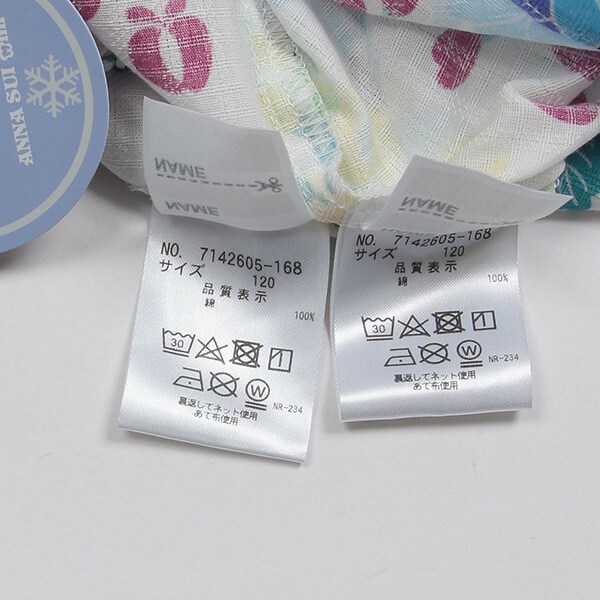 ANNA SUI mini
NAME
NAME
NO. 7142605-168
サイズ 120
品質表示
綿 100%
30
W
NR-234
裏返してネット使用
あて布使用
NAME
NAME
NO. 7142605-168
サイズ 120
品質表示
綿 100%
30
W
NR-234
裏返してネット使用
あて布使用